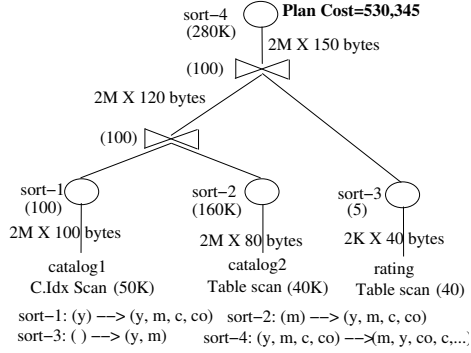 sort−4 Plan Cost=530,345
(280K)
2M X 150 bytes
(100)
2M X 120 bytes
(100)
sort−1 sort−2 sort−3
(100) (160K) (5)
2M X 100 bytes 2M X 80 bytes 2K X 40 bytes
catalog1 catalog2 rating
C.Idx Scan (50K) Table scan (40K) Table scan (40)
sort−1: (y) −−> (y, m, c, co) sort−2: (m) −−> (y, m, c, co)
sort−3: ( ) −−> (y, m) sort−4: (y, m, c, co) −−>(m, y, co, c,...)